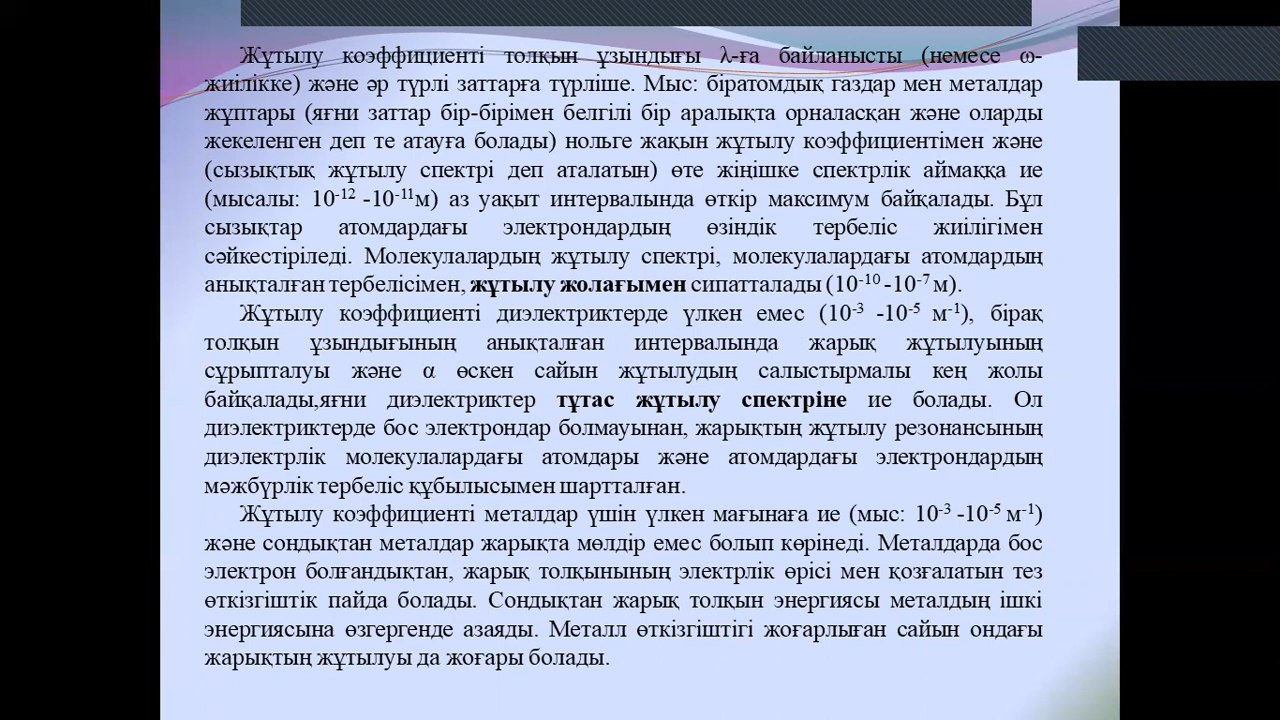 Жұтылу коэффициенті толқын ұзындығы λ-ға байланысты (немесе ω-
жиілікке) және әр түрлі заттарға түрліше. Мыс: біратомдық газдар мен металдар
жұптары (яғни заттар бір-бірімен белгілі бір аралықта орналасқан және оларды
жекеленген деп те атауға болады) нольге жақын жұтылу коэффициентімен және
(сызықтық жұтылу спектрі деп аталатын) өте жіңішке спектрлік аймаққа ие
(мысалы: 10⁻¹² -10⁻¹¹м) аз уақыт интервалында өткір максимум байқалады. Бұл
сызықтар атомдардағы электрондардың өзіндік тербеліс жиілігімен
сәйкестіріледі. Молекулалардың жұтылу спектрі, молекулалардағы атомдардың
анықталған тербелісімен, жұтылу жолағымен сипатталады (10⁻¹⁰ -10⁻⁷ м).
Жұтылу коэффициенті диэлектриктерде үлкен емес (10⁻³ -10⁻⁵ м⁻¹), бірақ
толқын ұзындығының анықталған интервалында жарық жұтылуының
сұрыпталуы және α өскен сайын жұтылудың салыстырмалы кең жолы
байқалады,яғни диэлектриктер тұтас жұтылу спектріне ие болады. Ол
диэлектриктерде бос электрондар болмауынан, жарықтың жұтылу резонансының
диэлектрлік молекулалардағы атомдары және атомдардағы электрондардың
мәжбүрлік тербеліс құбылысымен шартталған.
Жұтылу коэффициенті металдар үшін үлкен мағынаға ие (мыс: 10⁻³ -10⁻⁵ м⁻¹)
және сондықтан металдар жарықта мөлдір емес болып көрінеді. Металдарда бос
электрон болғандықтан, жарық толқынының электрлік өрісі мен қозғалатын тез
өткізгіштік пайда болады. Сондықтан жарық толқын энергиясы металдың ішкі
энергиясына өзгергенде азаяды. Металл өткізгіштігі жоғарлыған сайын ондағы
жарықтың жұтылуы да жоғары болады.